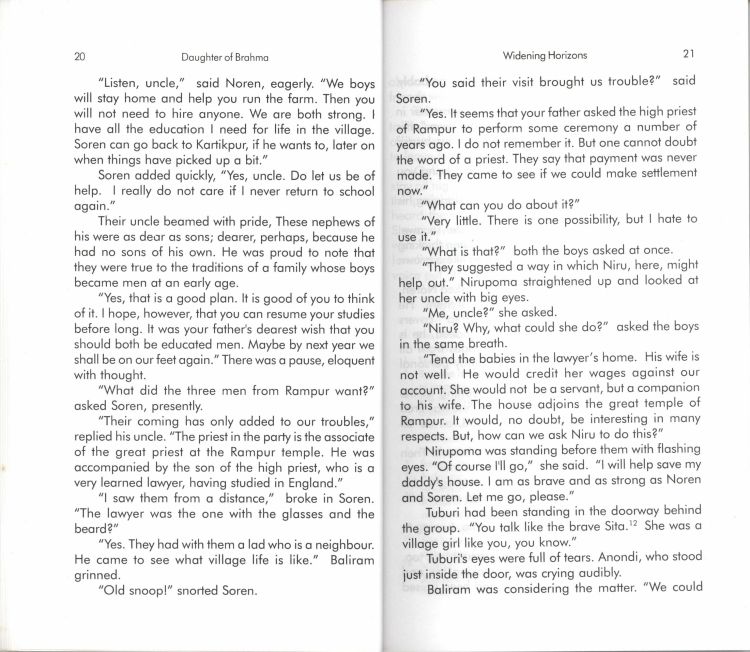 20
Daughter of Brahma
“Listen, uncle,” said Noren, eagerly. “We boys
will stay home and help you run the farm. Then you
will not need to hire anyone. We are both strong. I
have all the education I need for life in the village.
Soren can go back to Kartikpur, if he wants to, later on
when things have picked up a bit.”
Soren added quickly, “Yes, uncle. Do let us be of
help. I really do not care if I never return to school
again.”
Their uncle beamed with pride, These nephews of
his were as dear as sons; dearer, perhaps, because he
had no sons of his own. He was proud to note that
they were true to the traditions of a family whose boys
became men at an early age.
“Yes, that is a good plan. It is good of you to think
of it. I hope, however, that you can resume your studies
before long. It was your father's dearest wish that you
should both be educated men. Maybe by next year we
shall be on our feet again.” There was a pause, eloquent
with thought.
“What did the three men from Rampur want?”
asked Soren, presently.
“Their coming has only added to our troubles,”
replied his uncle. “The priest in the party is the associate
of the great priest at the Rampur temple. He was
accompanied by the son of the high priest, who is a
very learned lawyer, having studied in England.”
“I saw them from a distance,” broke in Soren.
“The lawyer was the one with the glasses and the
beard?”
“Yes. They had with them a lad who is a neighbour.
He came to see what village life is like.” Baliram
grinned.
“Old snoop!” snorted Soren.
Widening Horizons
21
“You said their visit brought us trouble?” said
Soren.
“Yes. It seems that your father asked the high priest
of Rampur to perform some ceremony a number of
years ago. I do not remember it. But one cannot doubt
the word of a priest. They say that payment was never
made. They came to see if we could make settlement
now.”
“What can you do about it?”
“Very little. There is one possibility, but I hate to
use it.”
“What is that?” both the boys asked at once.
“They suggested a way in which Niru, here, might
help out.” Nirupoma straightened up and looked at
her uncle with big eyes.
“Me, uncle?” she asked.
“Niru? Why, what could she do?” asked the boys
in the same breath.
“Tend the babies in the lawyer’s home. His wife is
not well. He would credit her wages against our
account. She would not be a servant, but a companion
to his wife. The house adjoins the great temple of
Rampur. It would, no doubt, be interesting in many
respects. But, how can we ask Niru to do this?”
Nirupoma was standing before them with flashing
eyes. “Of course I'll go,” she said. “I will help save my
daddy's house. I am as brave and as strong as Noren
and Soren. Let me go, please.”
Tuburi had been standing in the doorway behind
the group. “You talk like the brave Sita.¹² She was a
village girl like you, you know.”
Tuburi's eyes were full of tears. Anondi, who stood
just inside the door, was crying audibly.
Baliram was considering the matter. “We could